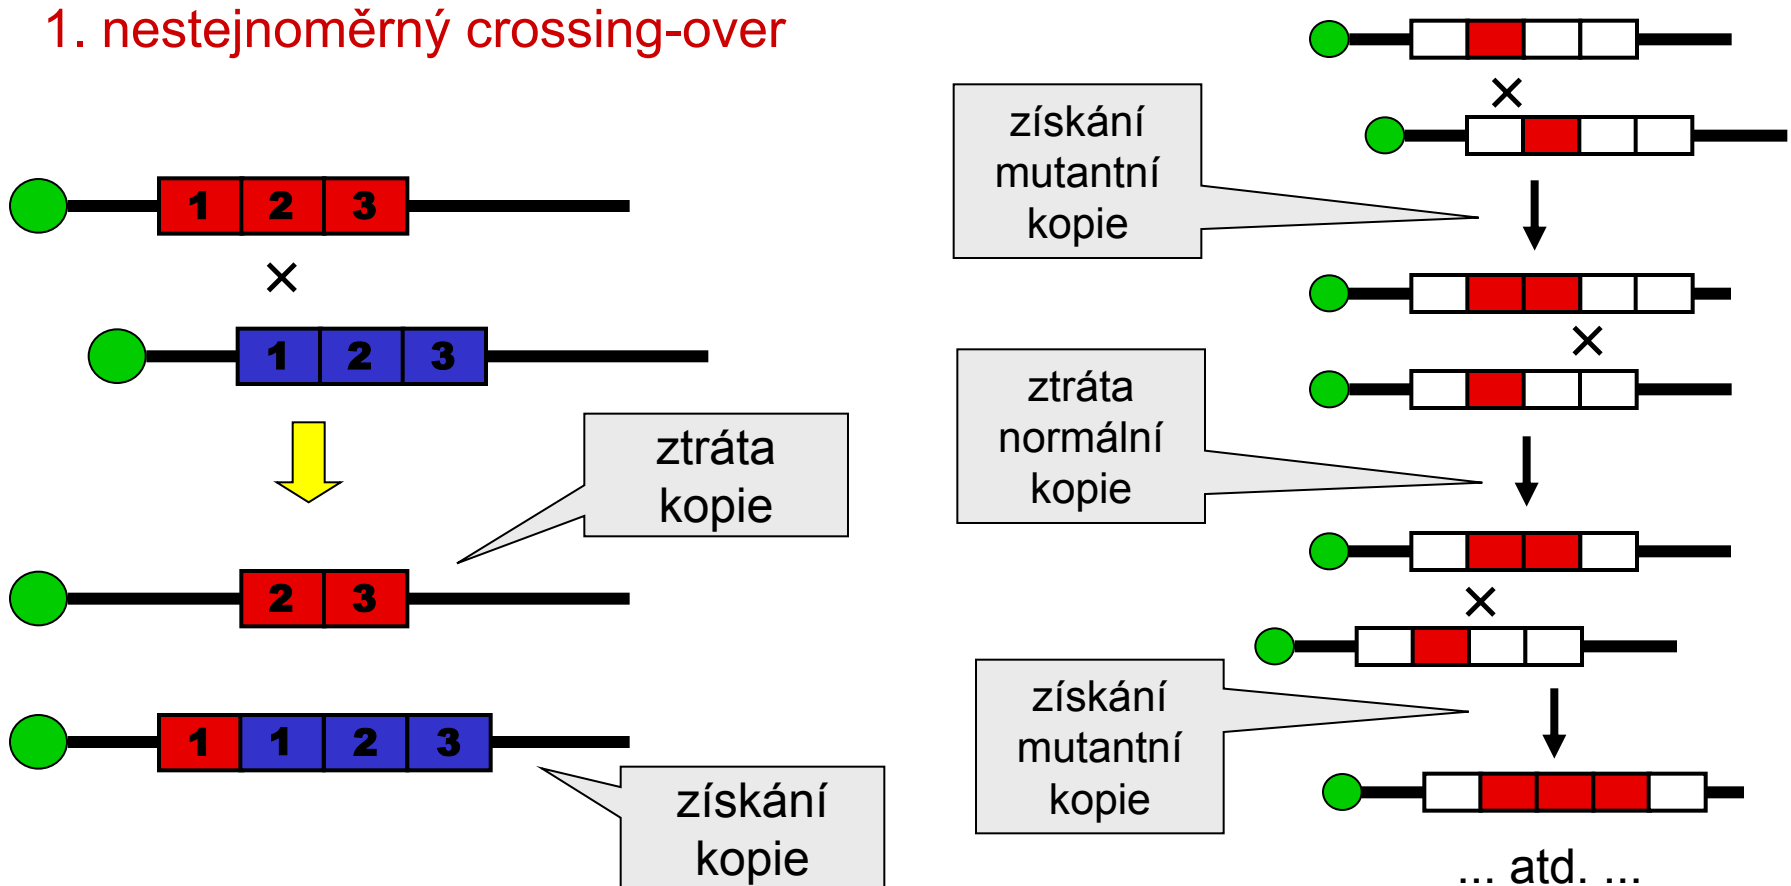 1. nestejnoměrný crossing-over
1 2 3
×
1 2 3
ztráta
kopie
2 3
1 1 2 3
získání
kopie
×
získání
mutantní
kopie
×
ztráta
normální
kopie
×
získání
mutantní
kopie
... atd. ...